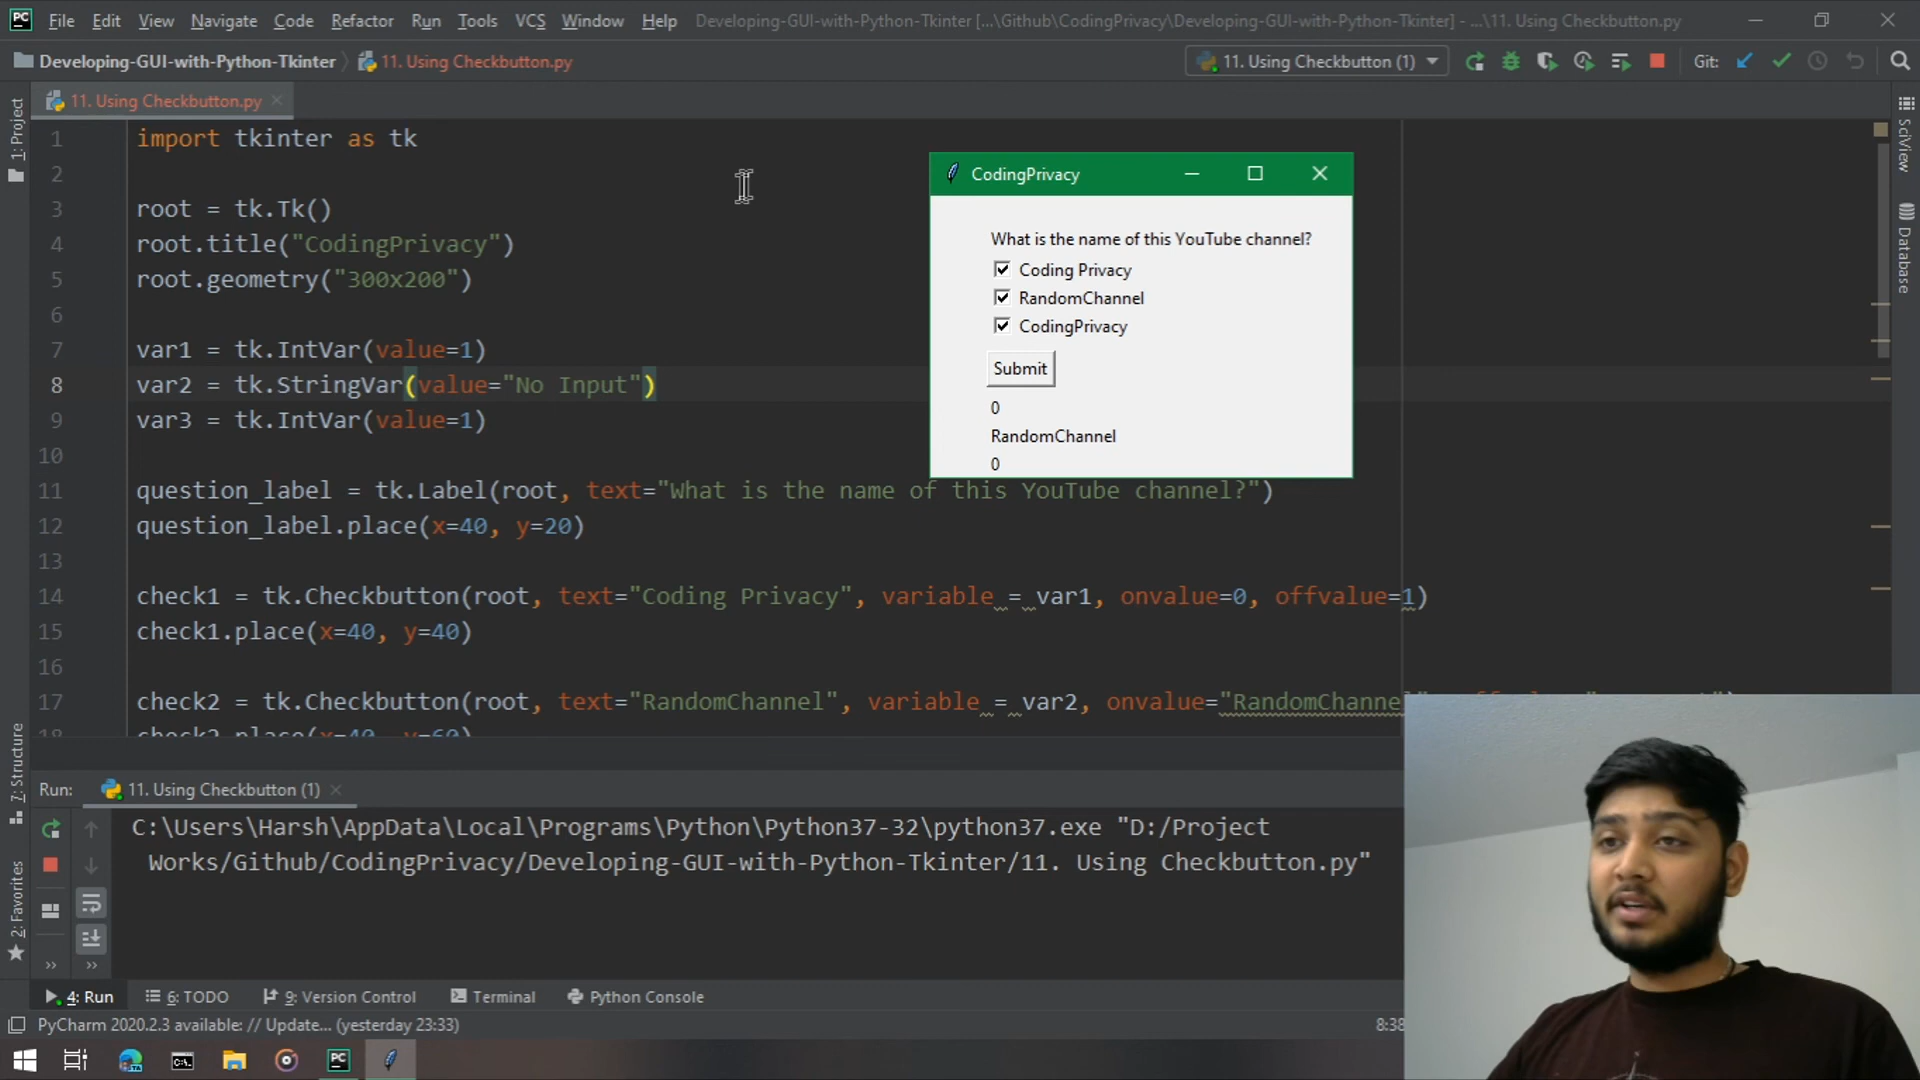 PC File Edit View Navigate Code Refactor Run Tools VCS Window Help Developing-GUI-with-Python-Tkinter [...\Github\CodingPrivacy\Developing-GUI-with-Python-Tkinter] - ...\11. Using Checkbutton.py
Developing-GUI-with-Python-Tkinter 11. Using Checkbutton.py 11. Using Checkbutton (1) Git:
11. Using Checkbutton.py
1: Project
SciView
Database
1 import tkinter as tk
2
3 root = tk.Tk()
4 root.title("CodingPrivacy")
5 root.geometry("300x200")
6
7 var1 = tk.IntVar(value=1)
8 var2 = tk.StringVar(value="No Input")
9 var3 = tk.IntVar(value=1)
10
11 question_label = tk.Label(root, text="What is the name of this YouTube channel?")
12 question_label.place(x=40, y=20)
13
14 check1 = tk.Checkbutton(root, text="Coding Privacy", variable = var1, onvalue=0, offvalue=1)
15 check1.place(x=40, y=40)
16
17 check2 = tk.Checkbutton(root, text="RandomChannel", variable = var2, onvalue="RandomChanne
18 check2.place(x=40, y=60)
CodingPrivacy
What is the name of this YouTube channel?
Coding Privacy
RandomChannel
CodingPrivacy
Submit
0
RandomChannel
0
7: Structure
2: Favorites
Run: 11. Using Checkbutton (1)
C:\Users\Harsh\AppData\Local\Programs\Python\Python37-32\python37.exe "D:/Project
Works/Github/CodingPrivacy/Developing-GUI-with-Python-Tkinter/11. Using Checkbutton.py"
4: Run 6: TODO 9: Version Control Terminal Python Console
PyCharm 2020.2.3 available: // Update... (yesterday 23:33) 8:38
PC